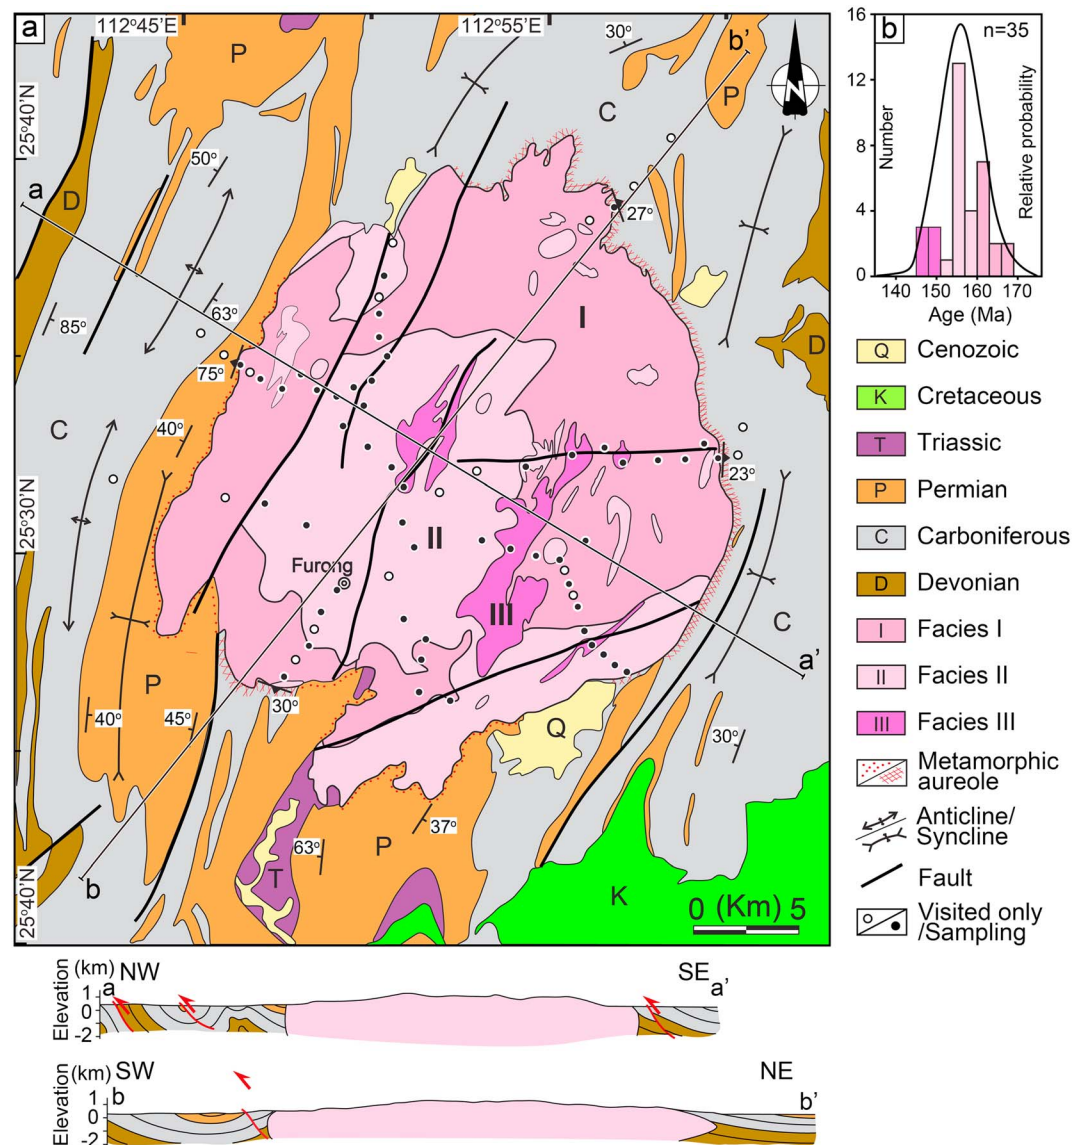 a
112°45'E
112°55'E
30°
b'
N
P
P
C
25°40'N
50°
a
D
27°
63°
85°
I
D
75°
C
40°
23°
25°30'N
II
Furong
III
C
a'
P
40°
45°
30°
Q
30°
37°
63°
P
T
b
K
25°40'N
0 (Km) 5
b
n=35
16
12
8
4
0
Number
Relative probability
140 150 160 170
Age (Ma)
Q Cenozoic
K Cretaceous
T Triassic
P Permian
C Carboniferous
D Devonian
I Facies I
II Facies II
III Facies III
Metamorphic
aureole
Anticline/
Syncline
Fault
Visited only
/Sampling
Elevation
(km) NW
SE
a
a'
1
0
-2
Elevation
(km) SW
NE
b
b'
1
0
-2